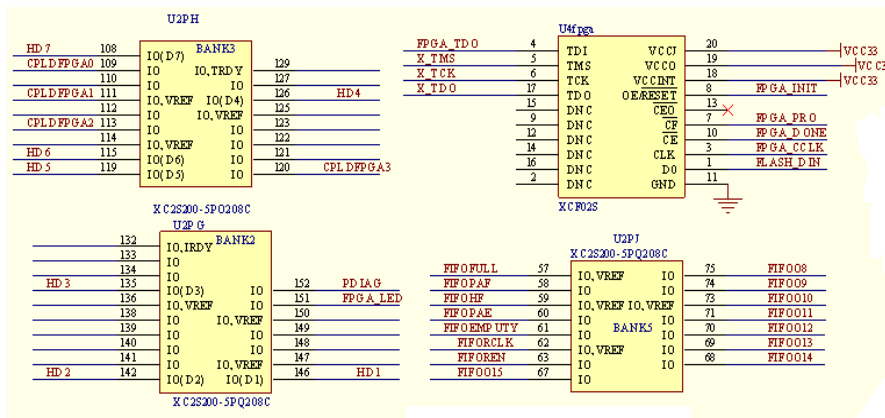 U2PH
BANK3
HD7 108 IO(D7)
CPLDFPGA0 109 IO IO,TRDY 129
110 IO IO 127
CPLDFPGA1 111 IO,VREF IO(D4) 126 HD4
112 IO IO,VREF 125
CPLDFPGA2 113 IO IO 123
114 IO,VREF IO 122
HD6 115 IO(D6) IO 121
HD5 119 IO(D5) IO 120 CPLDFPGA3
XC2S200-5PQ208C
U4fpga
FPGA_TDO 4 TDI VCCJ 20 VCC33
X_TMS 5 TMS VCCO 19 VCC3
X_TCK 6 TCK VCCINT 18 VCC33
X_TDO 17 TDO OE/RESET 8 FPGA_INIT
15 DNC CEO 13
9 DNC CF 7 FPGA_PRO
12 DNC CE 10 FPGA_DONE
14 DNC CLK 3 FPGA_CCLK
16 DNC D0 1 FLASH_DIN
2 DNC GND 11
XCF02S
U2PG
BANK2
132 IO,IRDY
133 IO
134 IO
HD3 135 IO(D3) IO 152 PDIAG
136 IO,VREF IO 151 FPGA_LED
138 IO IO,VREF 150
139 IO IO 149
140 IO IO 148
141 IO IO,VREF 147
HD2 142 IO(D2) IO(D1) 146 HD1
XC2S200-5PQ208C
U2PJ
XC2S200-5PQ208C
FIFOFULL 57 IO,VREF IO 75 FIFOO8
FIFOPAF 58 IO IO 74 FIFOO9
FIFOHF 59 IO IO 73 FIFOO10
FIFOPAE 60 IO,VREF IO,VREF 71 FIFOO11
FIFOEMPUTY 61 IO BANK5 IO 70 FIFOO12
FIFORCLK 62 IO IO 69 FIFOO13
FIFOREN 63 IO,VREF IO 68 FIFOO14
FIFOO15 67 IO